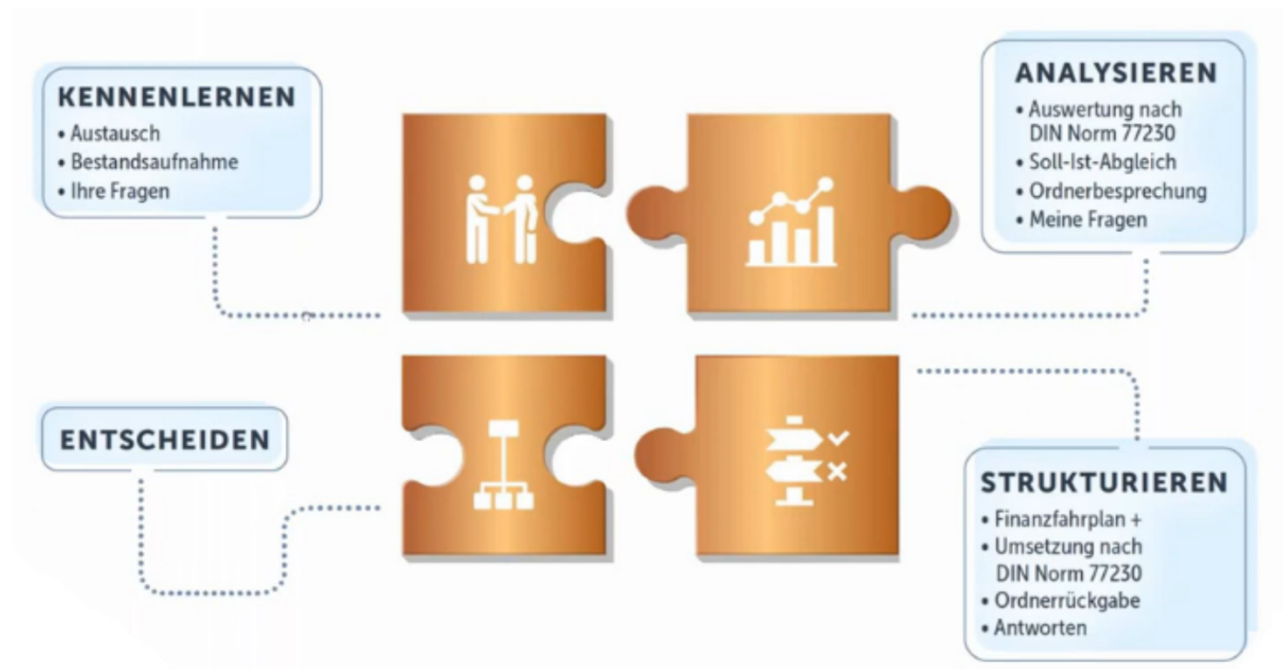 KENNENLERNEN
• Austausch
• Bestandsaufnahme
• Ihre Fragen
ANALYSIEREN
• Auswertung nach
DIN Norm 77230
• Soll-Ist-Abgleich
• Ordnerbesprechung
• Meine Fragen
ENTSCHEIDEN
STRUKTURIEREN
• Finanzfahrplan +
• Umsetzung nach
DIN Norm 77230
• Ordnerrückgabe
• Antworten